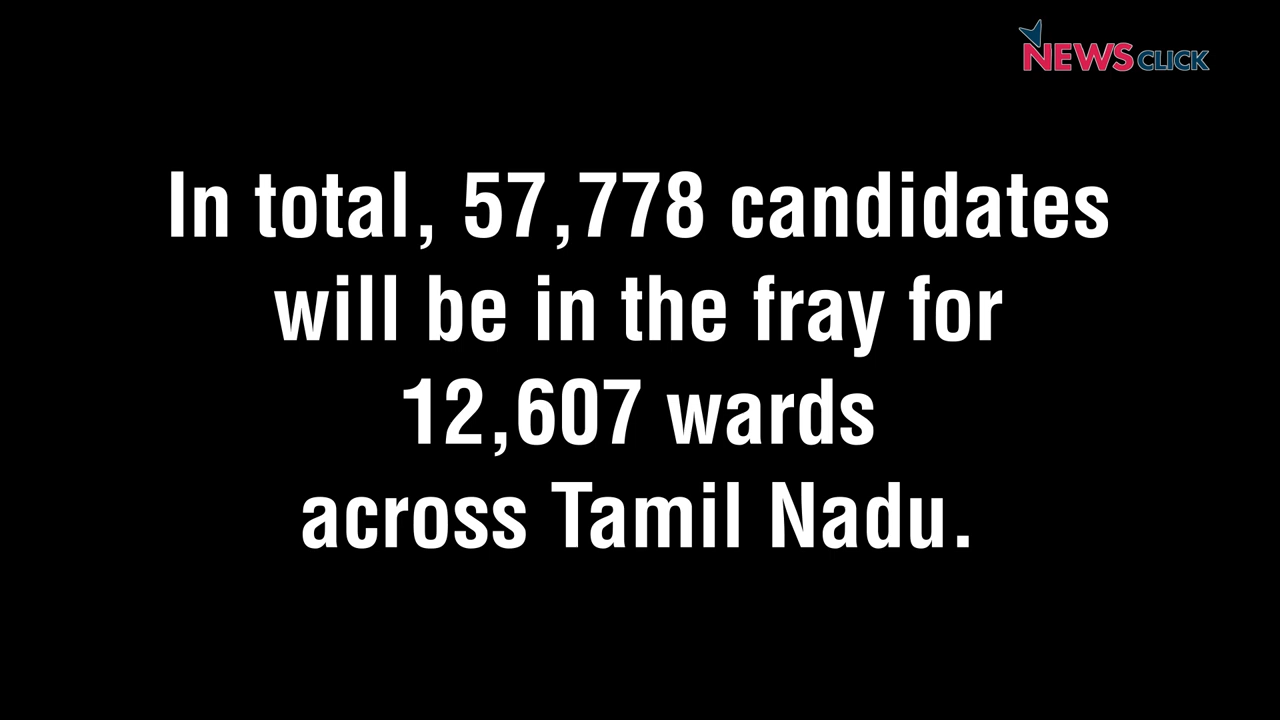 NEWSCLICK
In total, 57,778 candidates
will be in the fray for
12,607 wards
across Tamil Nadu.